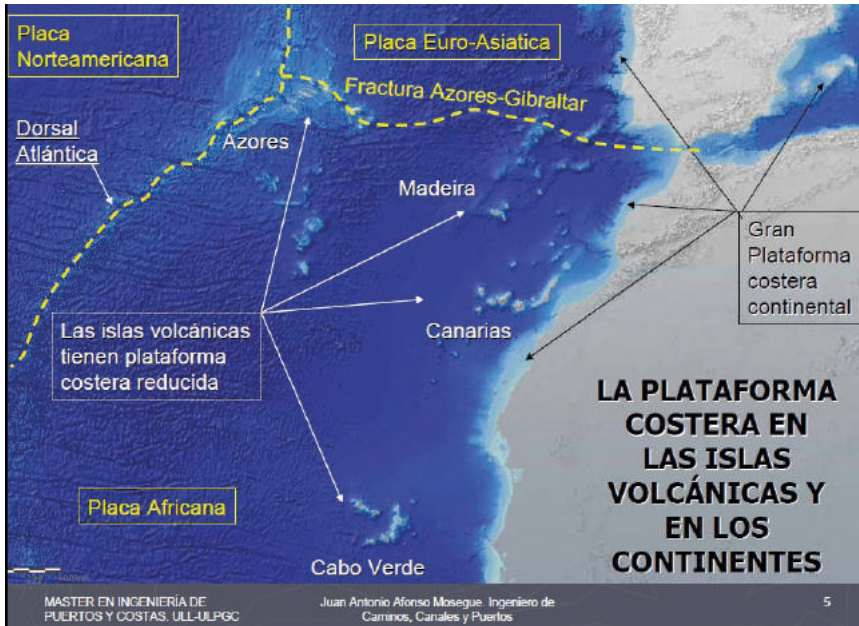 Placa
Norteamericana
Placa Euro-Asiatica
Fractura Azores-Gibraltar
Dorsal
Atlántica
Azores
Madeira
Gran
Plataforma
costera
continental
Las islas volcánicas
tienen plataforma
costera reducida
Canarias
LA PLATAFORMA
COSTERA EN
LAS ISLAS
VOLCÁNICAS Y
EN LOS
CONTINENTES
Placa Africana
Cabo Verde
MASTER EN INGENIERÍA DE
PUERTOS Y COSTAS. ULL-ULPGC
Juan Antonio Afonso Mosegue. Ingeniero de
Caminos, Canales y Puertos
5